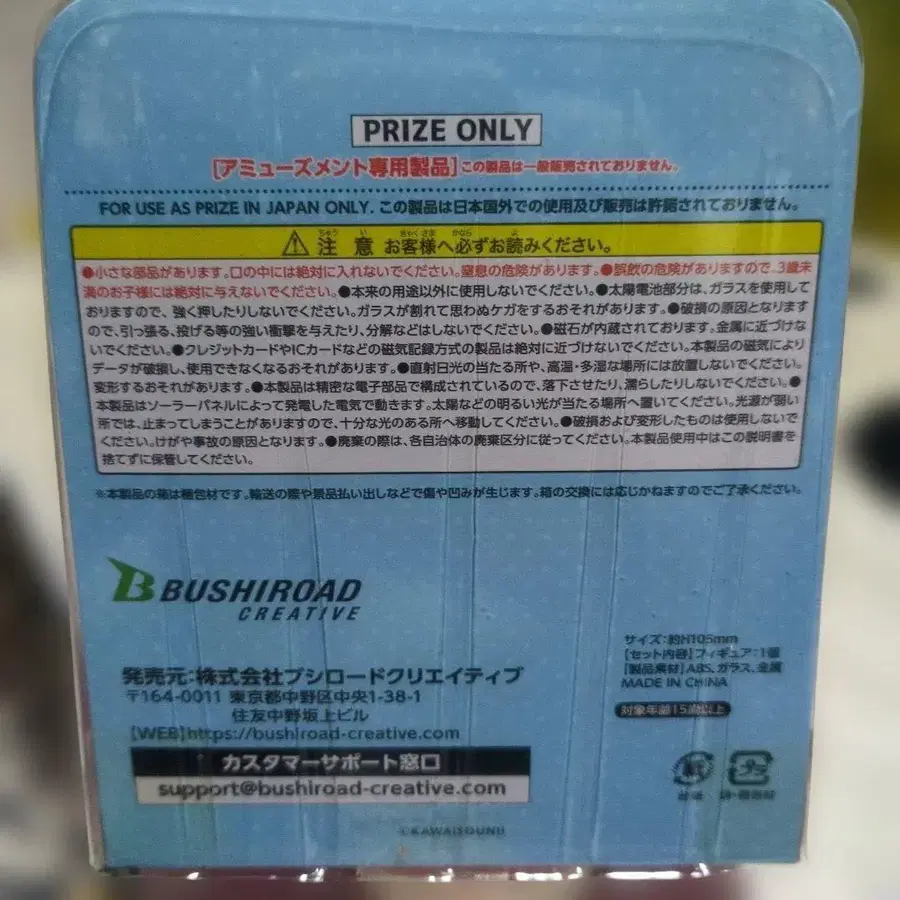 PRIZE ONLY
[アミューズメント専用製品]この製品は一般販売されておりません。
FOR USE AS PRIZE IN JAPAN ONLY. この製品は日本国外での使用及び販売は許諾されておりません。
ちゅう い きゃく さま かなら よ
注 意 お客様へ必ずお読みください。
●小さな部品があります。口の中には絶対に入れないでください。窒息の危険があります。●誤飲の危険がありますので、3歳未
満のお子様には絶対に与えないでください。●本来の用途以外に使用しないでください。●太陽電池部分は、ガラスを使用して
おりますので、強く押したりしないでください。ガラスが割れて思わぬケガをするおそれがあります。●破損の原因となります
ので、引っ張る、投げる等の強い衝撃を与えたり、分解などはしないでください。●磁石が内蔵されております。金属に近づけな
いでください。●クレジットカードやICカードなどの磁気記録方式の製品は絶対に近づけないでください。本製品の磁気により
データが破損し、使用できなくなるおそれがあります。●直射日光の当たる所や、高温・多湿な場所には放置しないでください。
変形するおそれがあります。●本製品は精密な電子部品で構成されているので、落下させたり、濡らしたりしないでください。●
本製品はソーラーパネルによって発電した電気で動きます。太陽などの明るい光が当たる場所へ置いてください。光源が弱い
所では、止まってしまうことがありますので、十分な光のある所へ移動してください。●破損および変形したものは使用しないで
ください。けがや事故の原因となります。●廃棄の際は、各自治体の廃棄区分に従ってください。本製品使用中はこの説明書を
捨てずに保管してください。
※本製品の箱は梱包材です。輸送の際や景品払い出しなどで傷や凹みが生じます。箱の交換には応じかねますのでご了承ください。
BUSHIROAD
CREATIVE
発売元:株式会社ブシロードクリエイティブ
〒164-0011 東京都中野区中央1-38-1
住友中野坂上ビル
【WEB】https://bushiroad-creative.com
カスタマーサポート窓口
support@bushiroad-creative.com
サイズ:約H105mm
【セット内容】フィギュア:1個
【製品素材】ABS、ガラス、金属
MADE IN CHINA
対象年齢15歳以上
紙
プラ
©KAWAISOUNI!